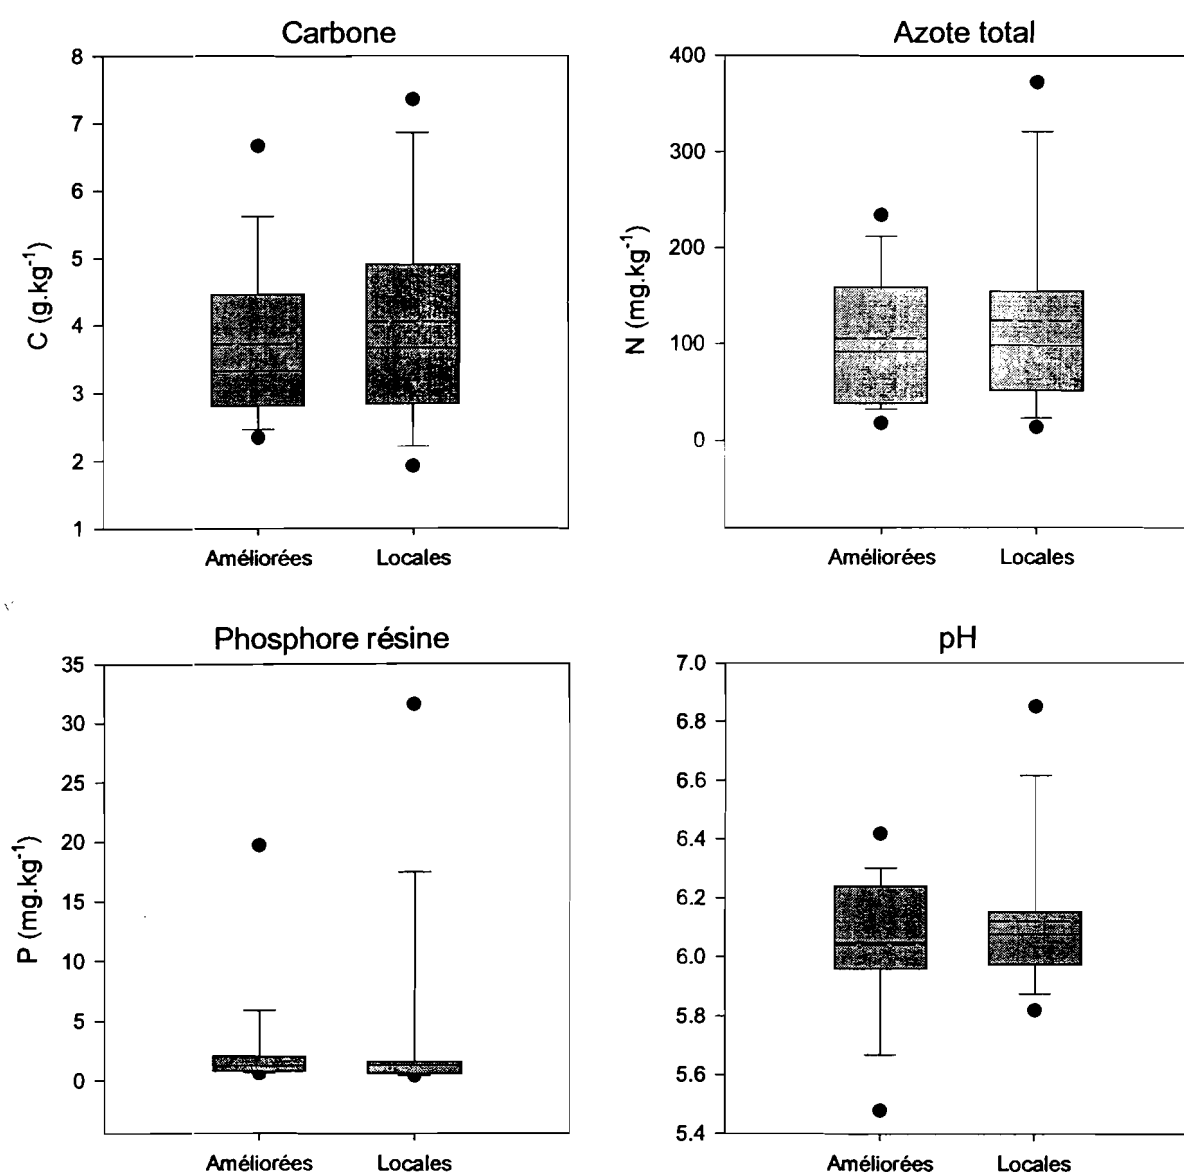 Carbone
8
7
6
5
4
3
2
1
C (g.kg-1)
Améliorées Locales
Azote total
400
300
200
100
0
N (mg.kg-1)
Améliorées Locales
Phosphore résine
35
30
25
20
15
10
5
0
P (mg.kg-1)
Améliorées Locales
pH
7.0
6.8
6.6
6.4
6.2
6.0
5.8
5.6
5.4
Améliorées Locales